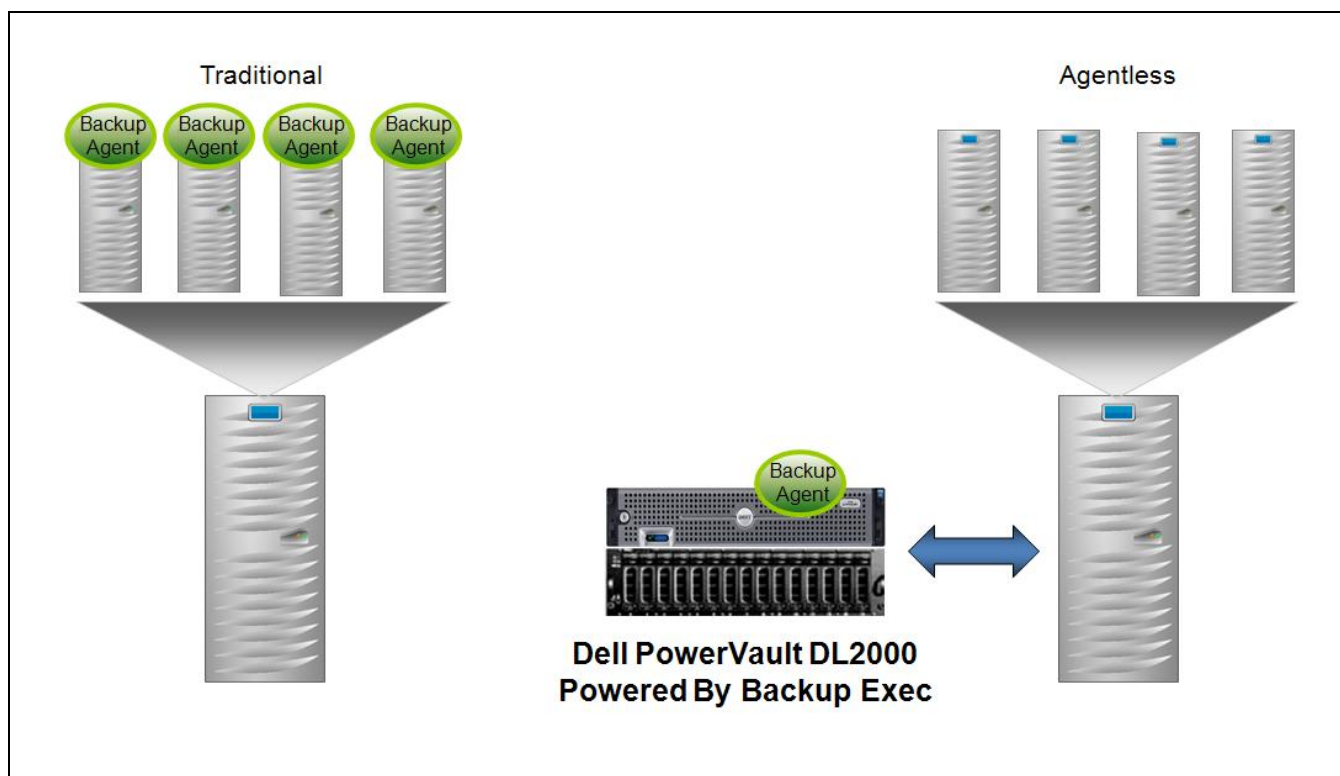 Traditional
Agentless
Backup
Agent
Backup
Agent
Backup
Agent
Backup
Agent
Backup
Agent
Dell PowerVault DL2000
Powered By Backup Exec